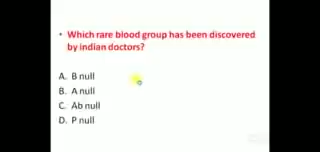 • Which rare blood group has been discovered
by indian doctors?
A. B null
B. A null
C. Ab null
D. P null